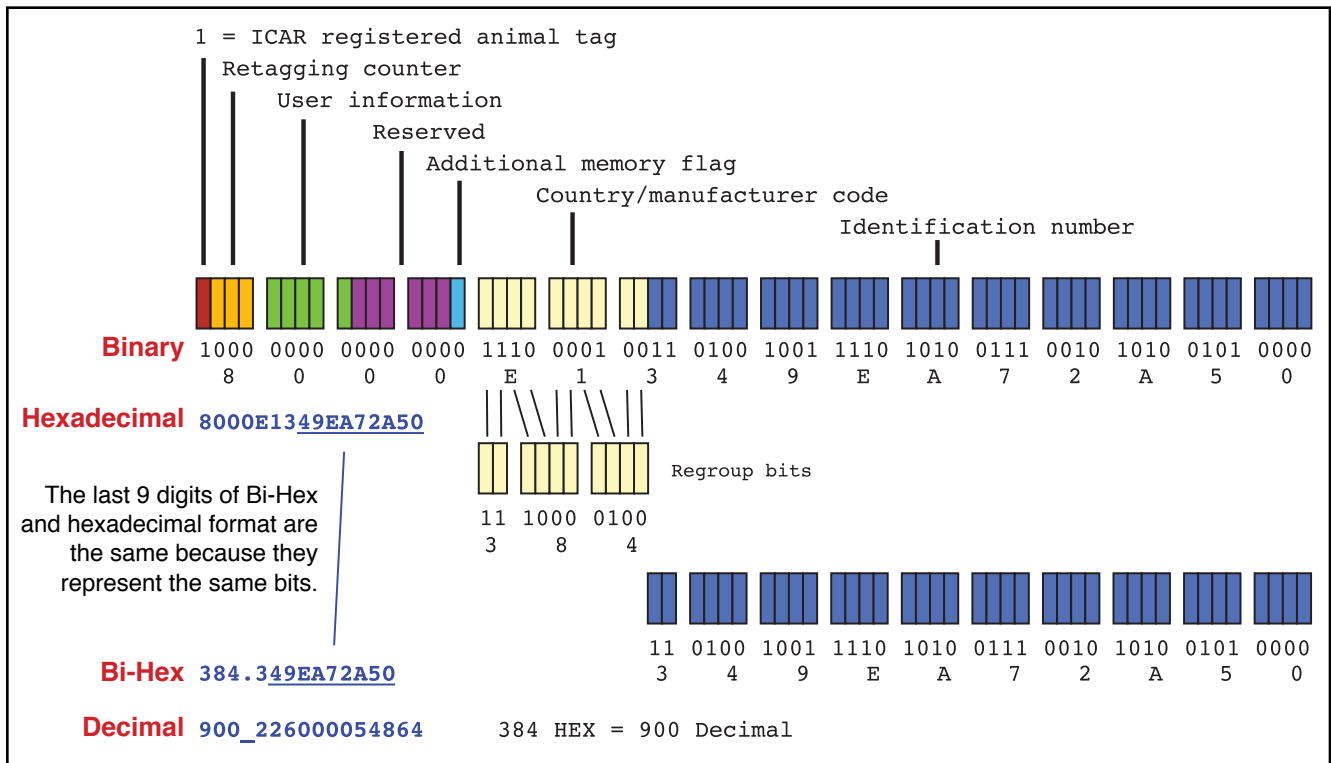 1 = ICAR registered animal tag
Retagging counter
User information
Reserved
Additional memory flag
Country/manufacturer code
Identification number
Binary 1000 0000 0000 0000 1110 0001 0011 0100 1001 1110 1010 0111 0010 1010 0101 0000
8 0 0 0 E 1 3 4 9 E A 7 2 A 5 0
Hexadecimal 8000E1349EA72A50
Regroup bits
The last 9 digits of Bi-Hex
and hexadecimal format are
the same because they
represent the same bits.
11 1000 0100
3 8 4
11 0100 1001 1110 1010 0111 0010 1010 0101 0000
3 4 9 E A 7 2 A 5 0
Bi-Hex 384.349EA72A50
Decimal 900_226000054864 384 HEX = 900 Decimal